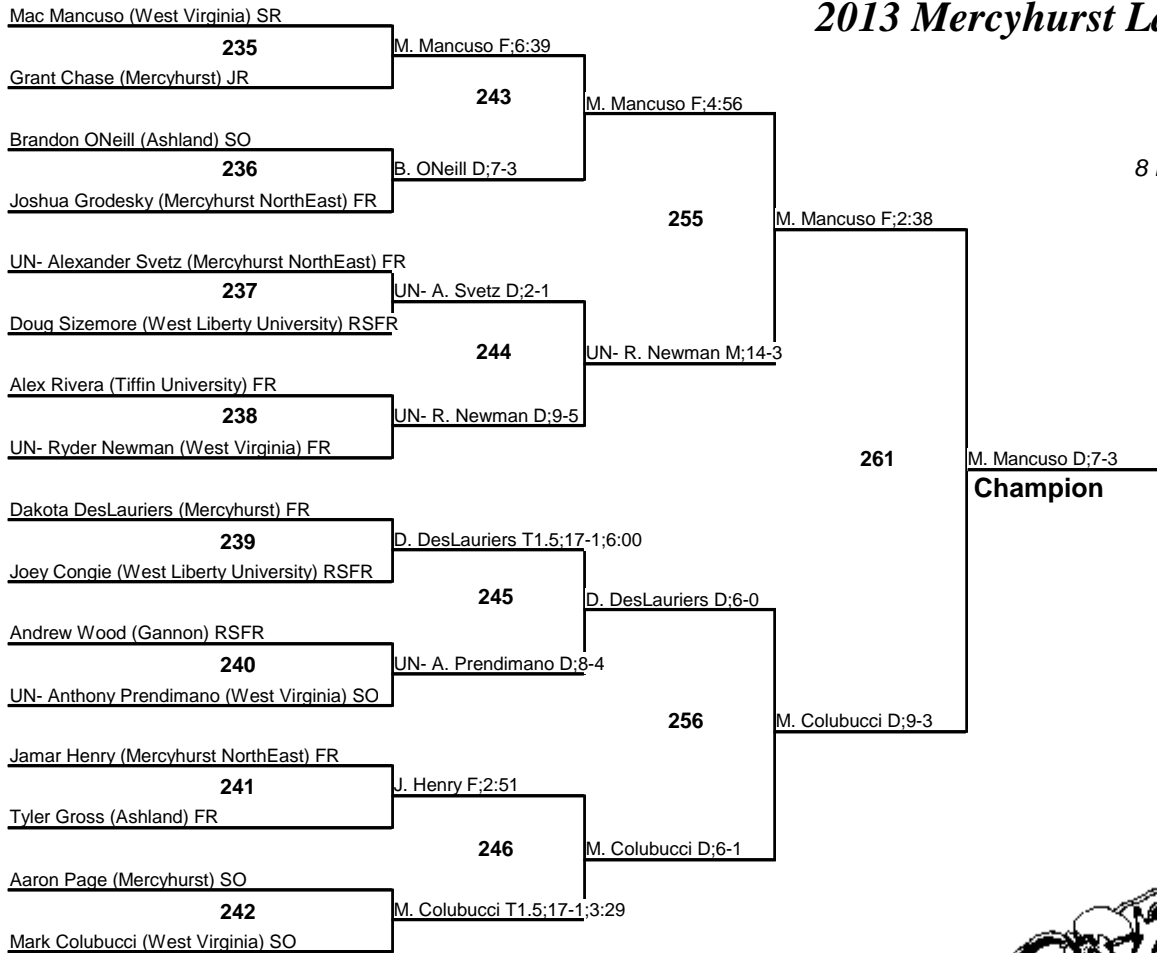 2013 Mercyhurst La
Mac Mancuso (West Virginia) SR
235
Grant Chase (Mercyhurst) JR
M. Mancuso F;6:39
243
Brandon ONeill (Ashland) SO
236
Joshua Grodesky (Mercyhurst NorthEast) FR
B. ONeill D;7-3
M. Mancuso F;4:56
8
255
UN- Alexander Svetz (Mercyhurst NorthEast) FR
237
Doug Sizemore (West Liberty University) RSFR
UN- A. Svetz D;2-1
244
Alex Rivera (Tiffin University) FR
238
UN- Ryder Newman (West Virginia) FR
UN- R. Newman D;9-5
UN- R. Newman M;14-3
M. Mancuso F;2:38
261
M. Mancuso D;7-3
Champion
Dakota DesLauriers (Mercyhurst) FR
239
Joey Congie (West Liberty University) RSFR
D. DesLauriers T1.5;17-1;6:00
245
Andrew Wood (Gannon) RSFR
240
UN- Anthony Prendimano (West Virginia) SO
UN- A. Prendimano D;8-4
D. DesLauriers D;6-0
256
M. Colubucci D;9-3
Jamar Henry (Mercyhurst NorthEast) FR
241
Tyler Gross (Ashland) FR
J. Henry F;2:51
246
Aaron Page (Mercyhurst) SO
242
Mark Colubucci (West Virginia) SO
M. Colubucci T1.5;17-1;3:29
M. Colubucci D;6-1